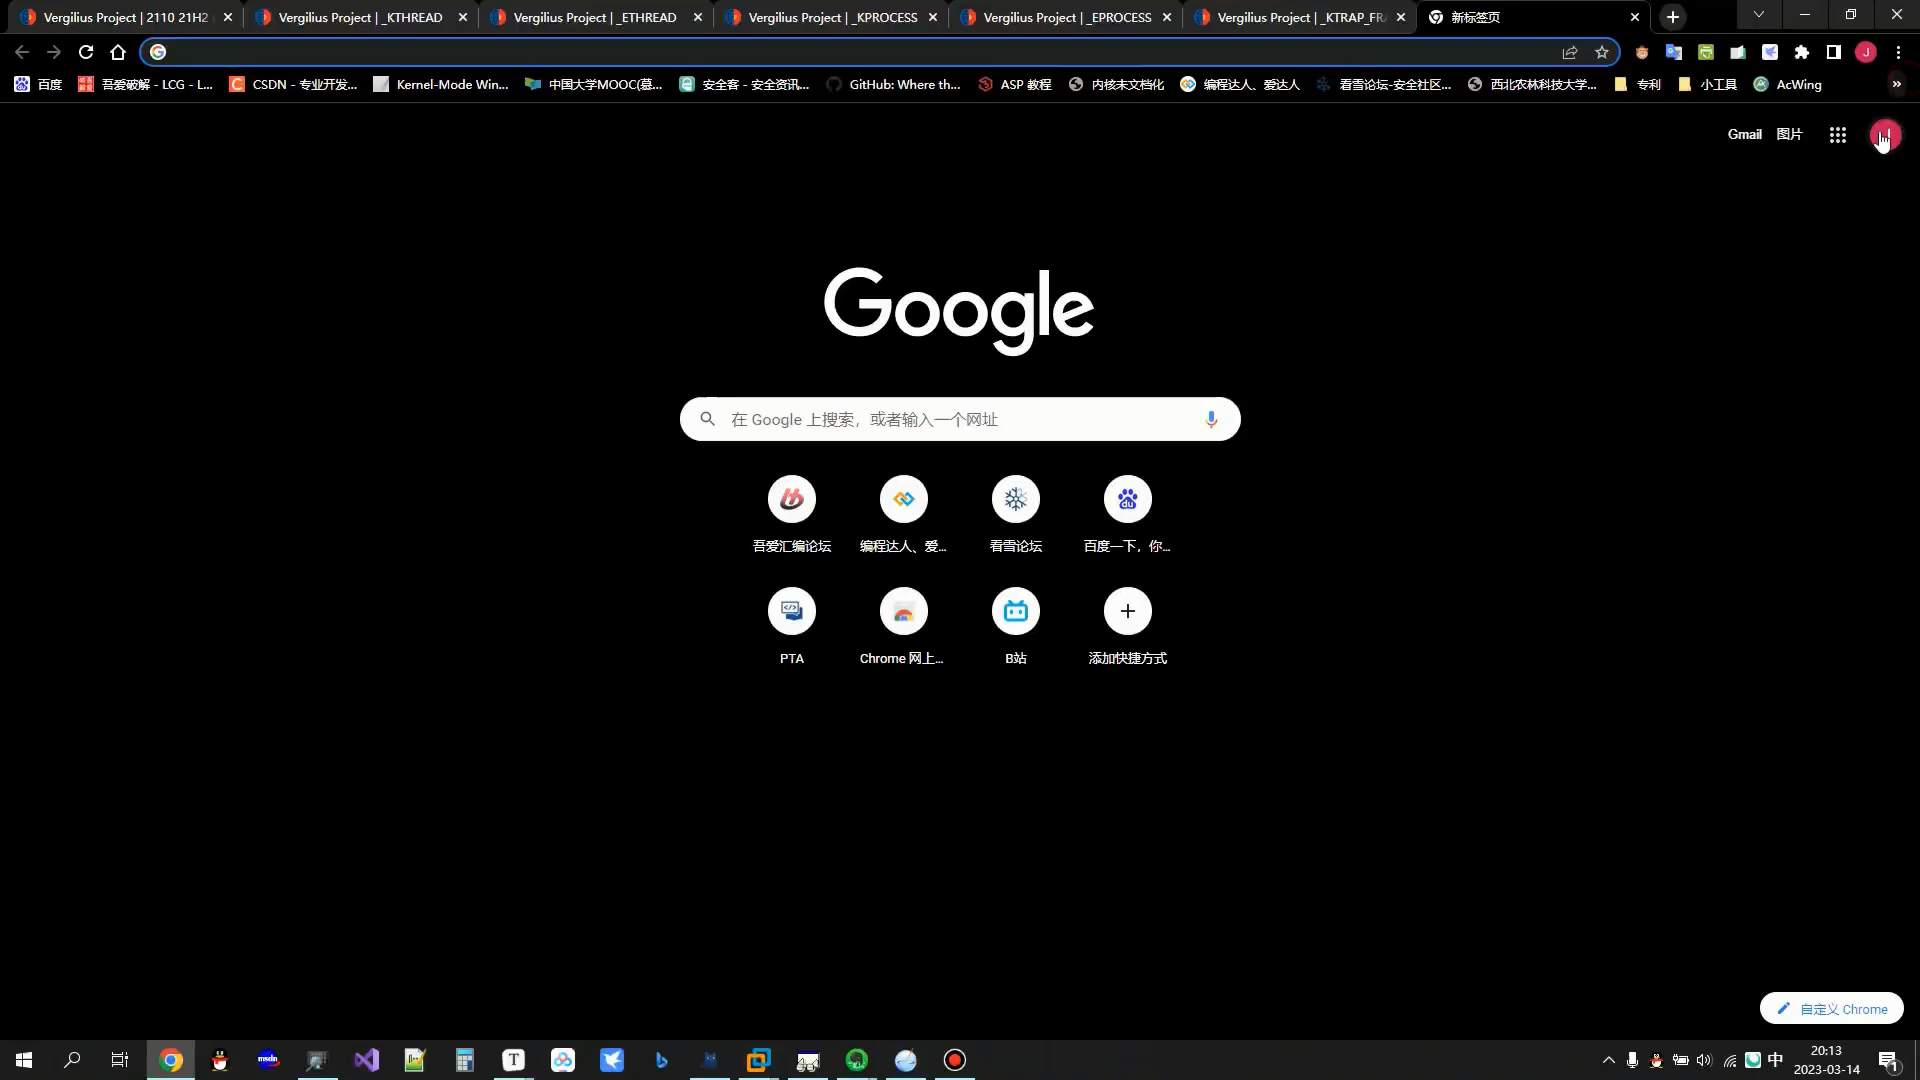 Vergilius Project | 2110 21H2
Vergilius Project | _KTHREAD
Vergilius Project | _ETHREAD
Vergilius Project | _KPROCESS
Vergilius Project | _EPROCESS
Vergilius Project | _KTRAP_FRA
新标签页
J
百度
吾爱破解 - LCG - L...
CSDN - 专业开发...
Kernel-Mode Win...
中国大学MOOC(慕...
安全客 - 安全资讯...
GitHub: Where th...
ASP 教程
内核未文档化
编程达人、爱达人
看雪论坛-安全社区...
西北农林科技大学...
专利
小工具
AcWing
»
Gmail
图片
Google
在 Google 上搜索，或者输入一个网址
吾爱汇编论坛
编程达人、爱...
看雪论坛
百度一下，你...
PTA
Chrome 网上...
B站
添加快捷方式
自定义 Chrome
msdn
T
中
20:13
2023-03-14
1